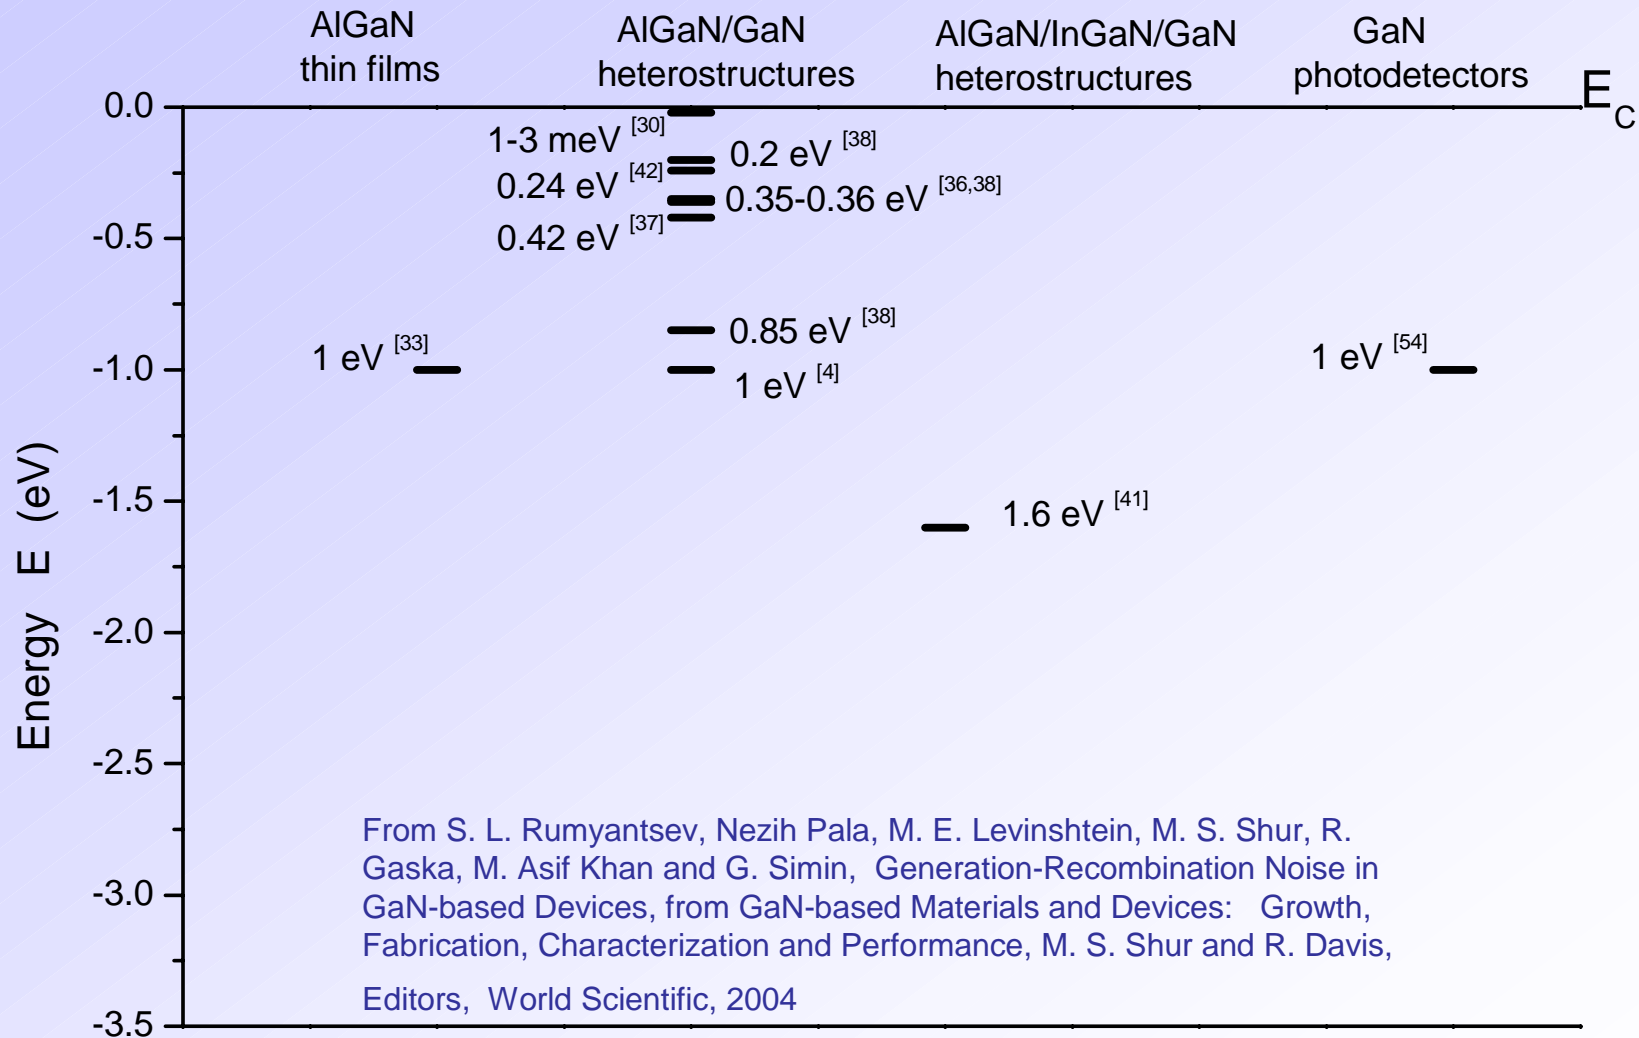 AlGaN
thin films
AlGaN/GaN
heterostructures
AlGaN/InGaN/GaN
heterostructures
GaN
photodetectors
E_C
0.0
-0.5
-1.0
-1.5
-2.0
-2.5
-3.0
-3.5
Energy E (eV)
1-3 meV [30]
0.2 eV [38]
0.24 eV [42]
0.35-0.36 eV [36,38]
0.42 eV [37]
0.85 eV [38]
1 eV [33]
1 eV [4]
1 eV [54]
1.6 eV [41]
From S. L. Rumyantsev, Nezih Pala, M. E. Levinshtein, M. S. Shur, R.
Gaska, M. Asif Khan and G. Simin, Generation-Recombination Noise in
GaN-based Devices, from GaN-based Materials and Devices: Growth,
Fabrication, Characterization and Performance, M. S. Shur and R. Davis,
Editors, World Scientific, 2004